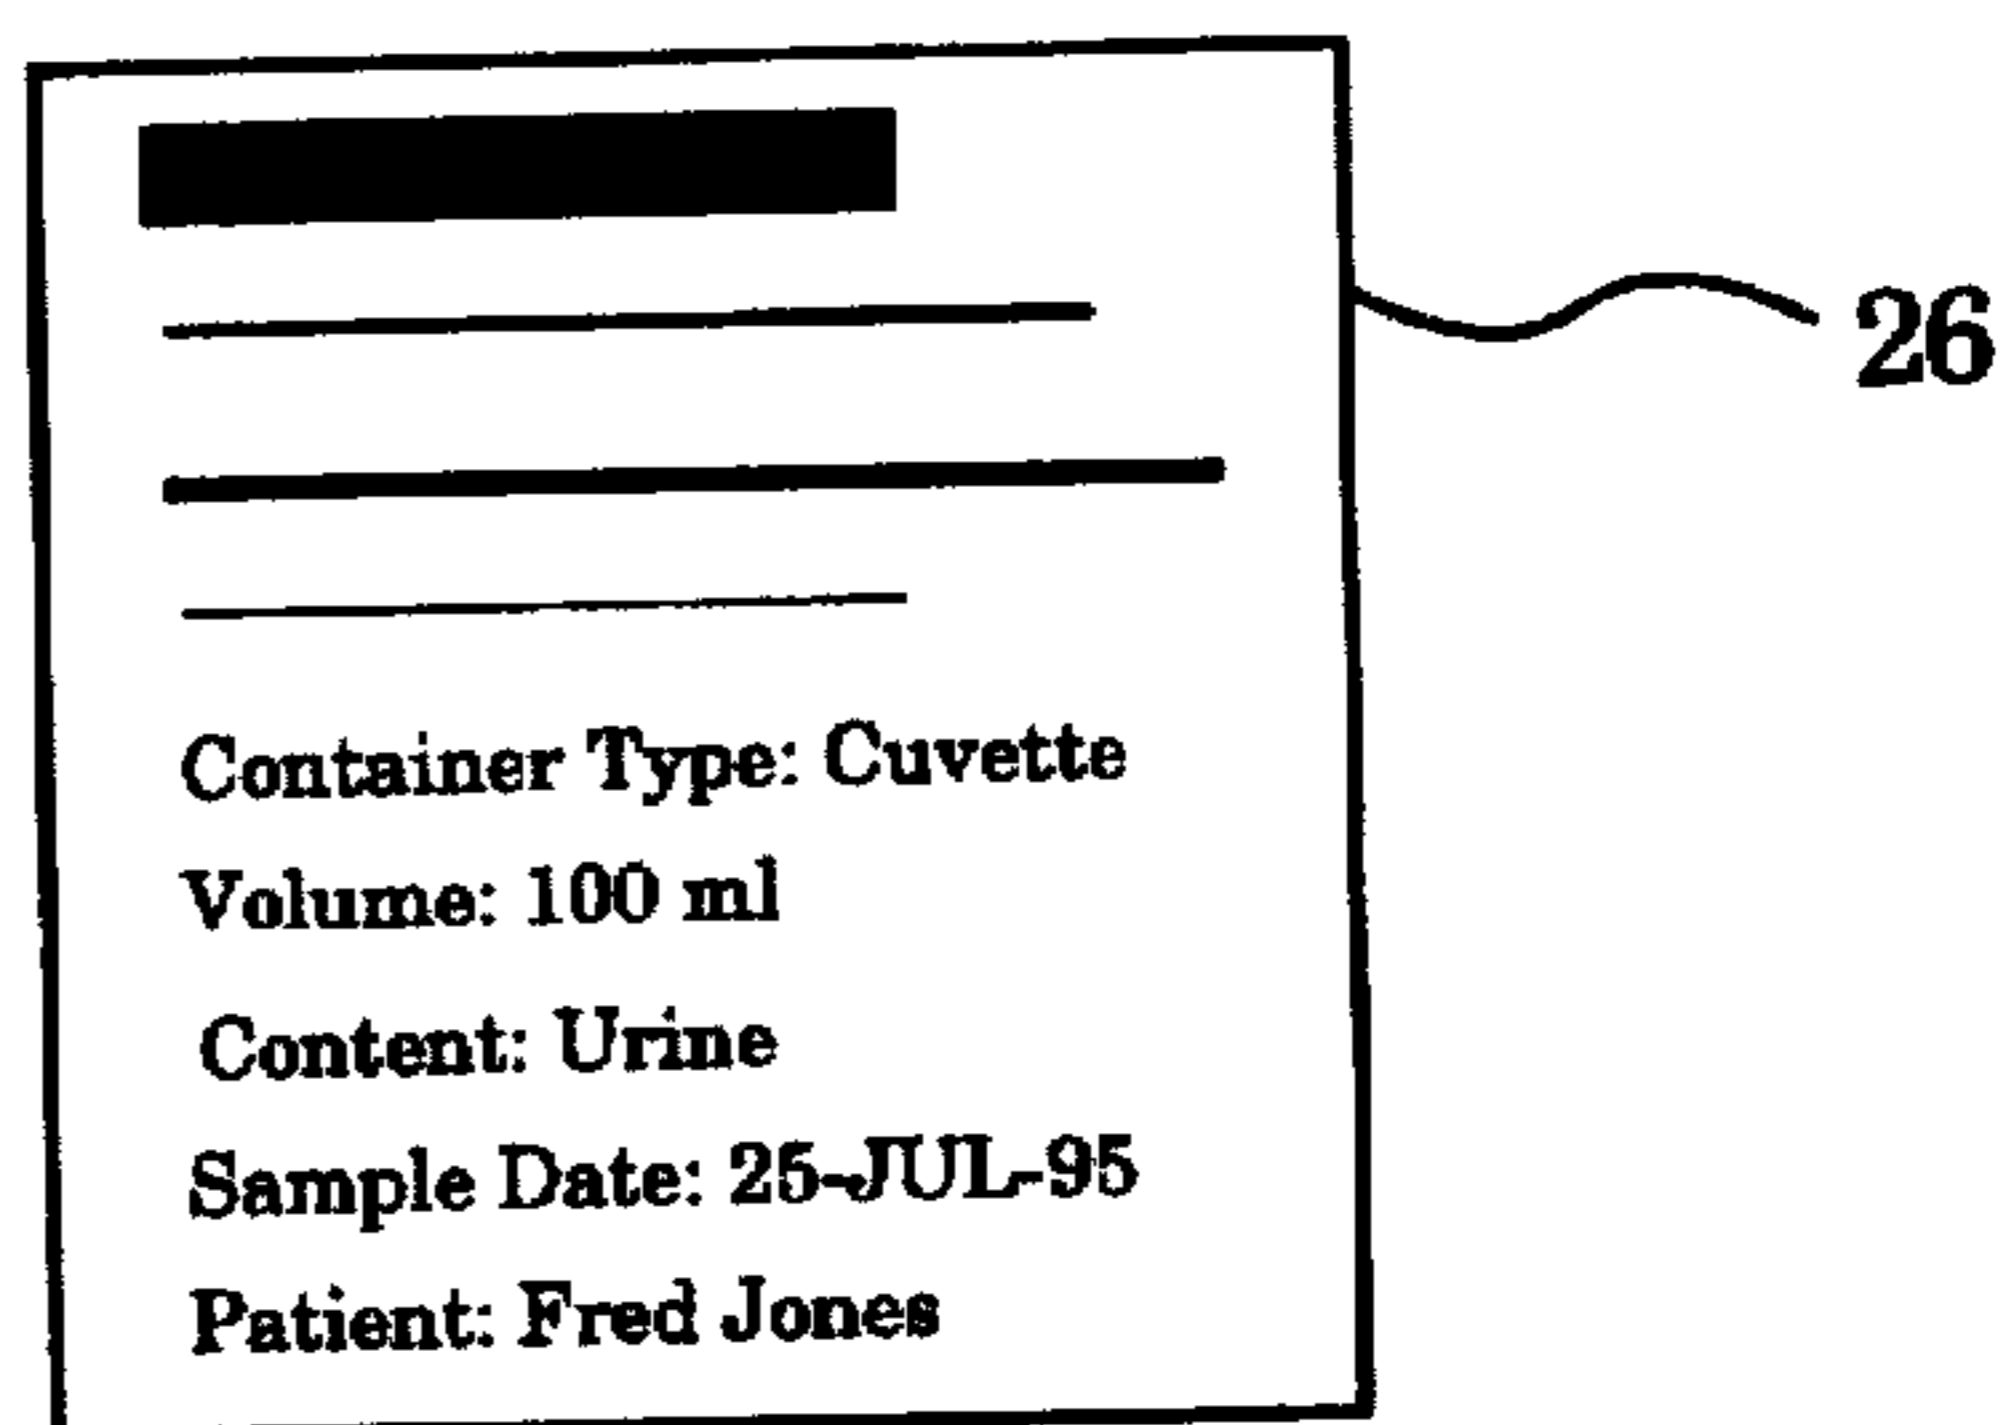 26
Container Type: Cuvette
Volume: 100 ml
Content: Urine
Sample Date: 25-JUL-95
Patient: Fred Jones